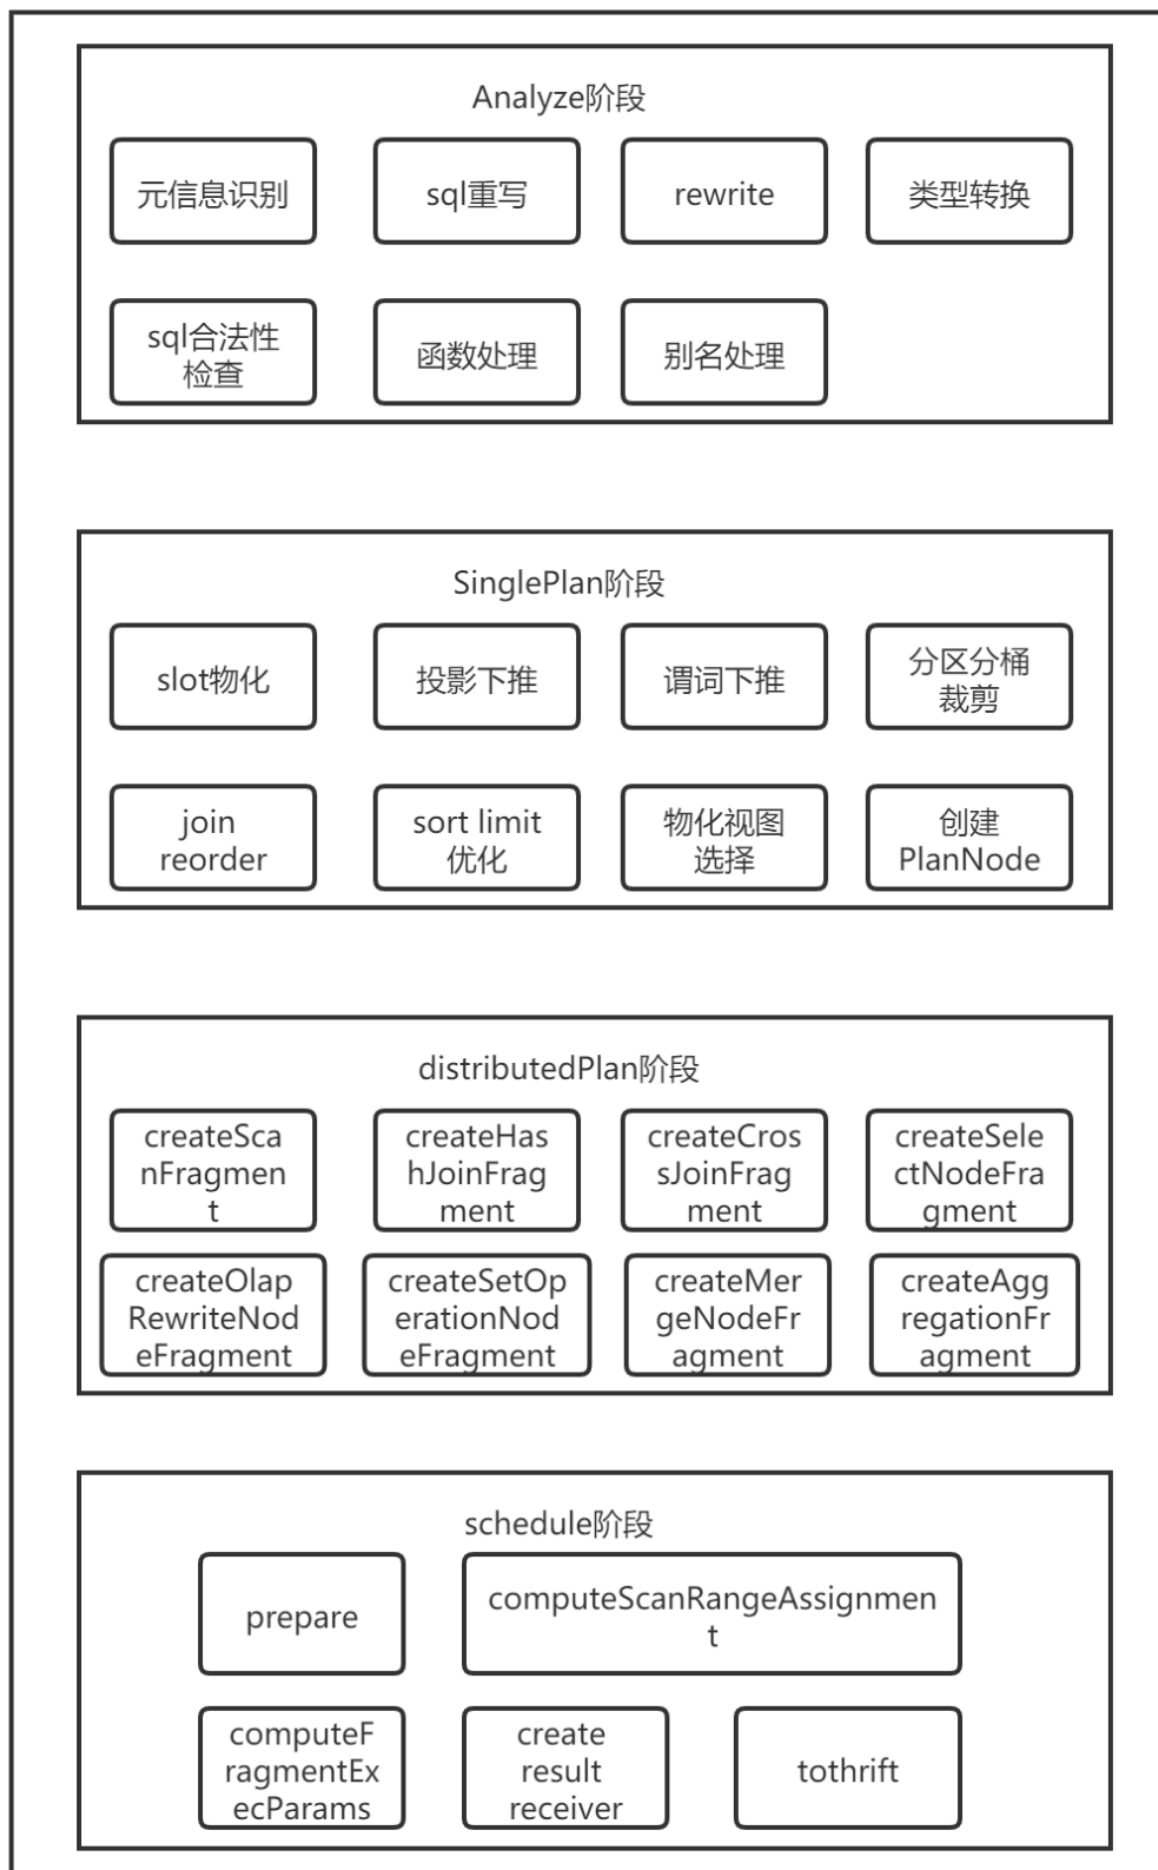 Analyze阶段
元信息识别
sql重写
rewrite
类型转换
sql合法性
检查
函数处理
别名处理
SinglePlan阶段
slot物化
投影下推
谓词下推
分区分桶
裁剪
join
reorder
sort limit
优化
物化视图
选择
创建
PlanNode
distributedPlan阶段
createSca
nFragmen
t
createHas
hJoinFrag
ment
createCros
sJoinFrag
ment
createSele
ctNodeFra
gment
createOlap
RewriteNod
eFragment
createSetOp
erationNod
eFragment
createMer
geNodeFr
agment
createAgg
regationFr
agment
schedule阶段
prepare
computeScanRangeAssignmen
t
computeF
ragmentEx
ecParams
create
result
receiver
tothrift